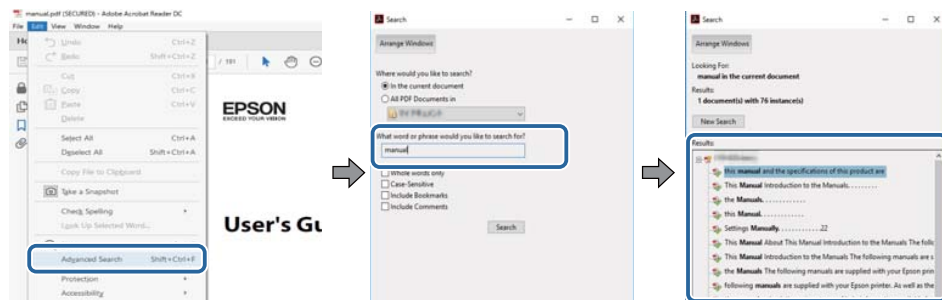 manual.pdf (SECURED) - Adobe Acrobat Reader DC
File Edit View Window Help
Undo Ctrl+Z
Redo Shift+Ctrl+Z
Cut Ctrl+X
Copy Ctrl+C
Paste Ctrl+V
Delete
Select All Ctrl+A
Deselect All Shift+Ctrl+A
Copy File to Clipboard
Take a Snapshot
Check Spelling
Look Up Selected Word...
Advanced Search Shift+Ctrl+F
Protection
Accessibility
/ 191
EPSON
EXCEED YOUR VISION
User's Gu
Search
Arrange Windows
Where would you like to search?
In the current document
All PDF Documents in
What word or phrase would you like to search for?
manual
Whole words only
Case-Sensitive
Include Bookmarks
Include Comments
Search
Search
Arrange Windows
Looking For:
manual in the current document
Results:
1 document(s) with 76 instance(s)
New Search
Results:
this manual and the specifications of this product are
This Manual Introduction to the Manuals.........
the Manuals.............
this Manual.............
Settings Manually.............22
This Manual About This Manual Introduction to the Manuals The follo
This Manual Introduction to the Manuals The following manuals are s
the Manuals The following manuals are supplied with your Epson prin
following manuals are supplied with your Epson printer. As well as the